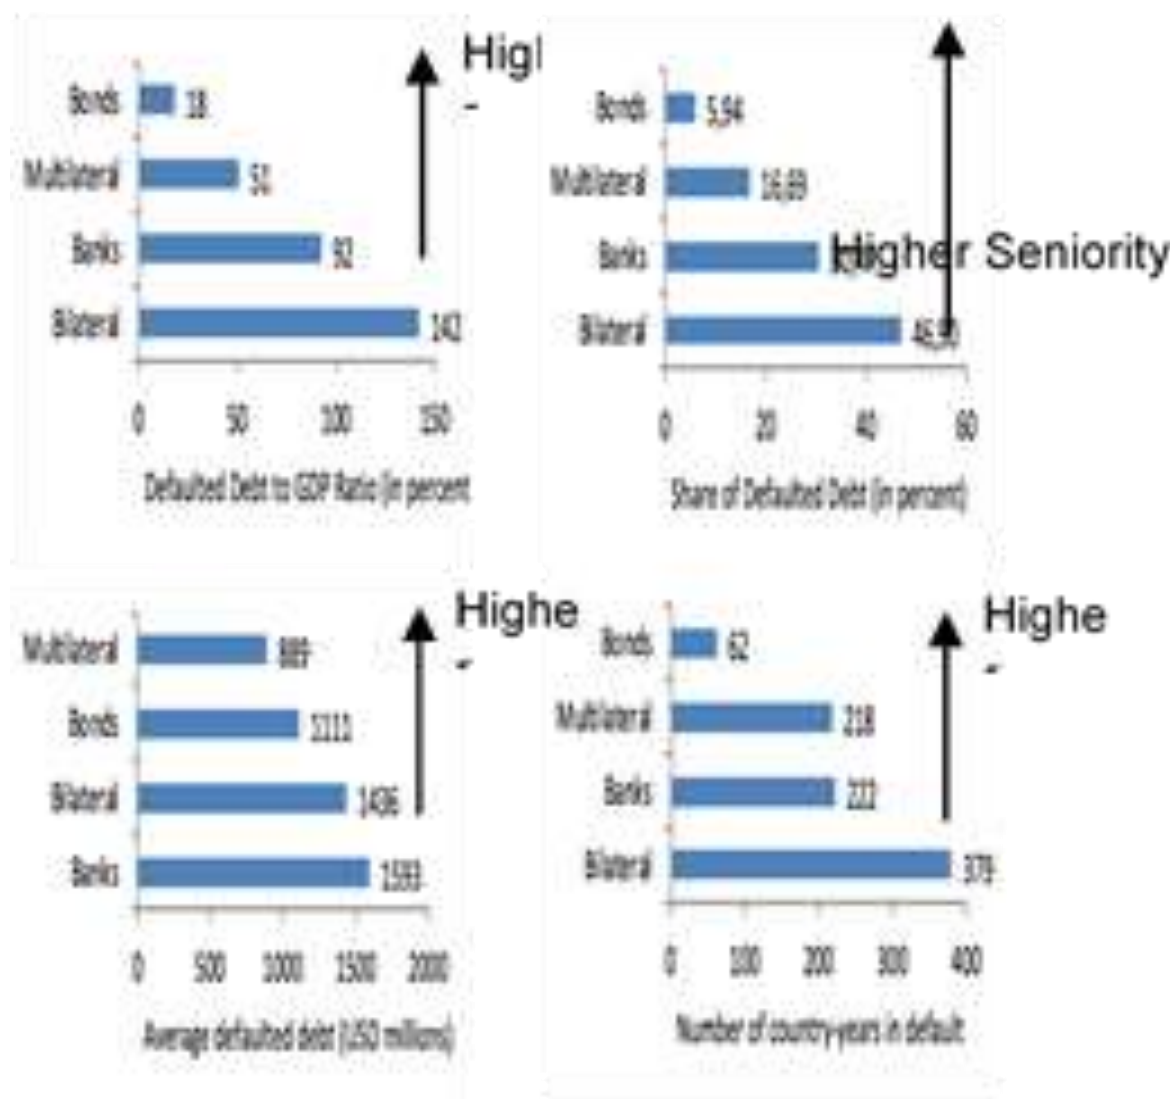 Higl
Bonds 18
Multilateral 51
Banks 92
Bilateral 142
0 50 100 150
Defaulted Debt to GDP Ratio (in percent
Bonds 5,94
Multilateral 16,69
Banks Higher Seniority
Bilateral
0 20 40 60
Share of Defaulted Debt (in percent)
Highe
Multilateral 889
Bonds 1111
Bilateral 1436
Banks 1593
0 500 1000 1500 2000
Average defaulted debt (USD millions)
Highe
Bonds 62
Multilateral 218
Banks 222
Bilateral 379
0 100 200 300 400
Number of country-years in default